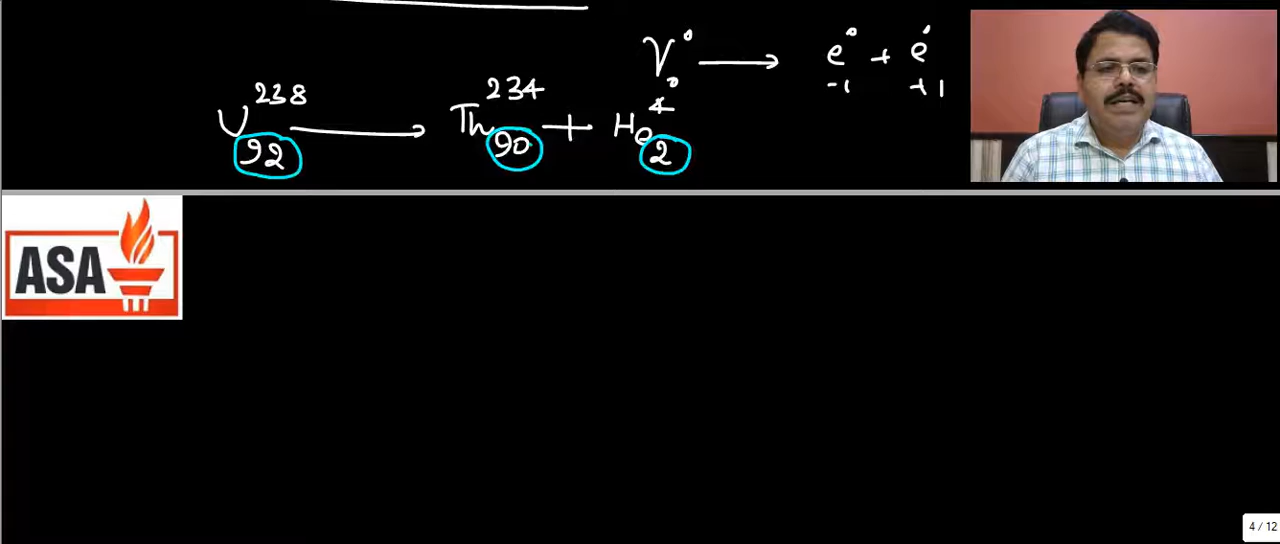 γ⁰₀ ⟶ e⁰₋₁ + e⁰₊₁
U²³⁸₉₂ ⟶ Th²³⁴₉₀ + He⁴₂
ASA
4 / 12